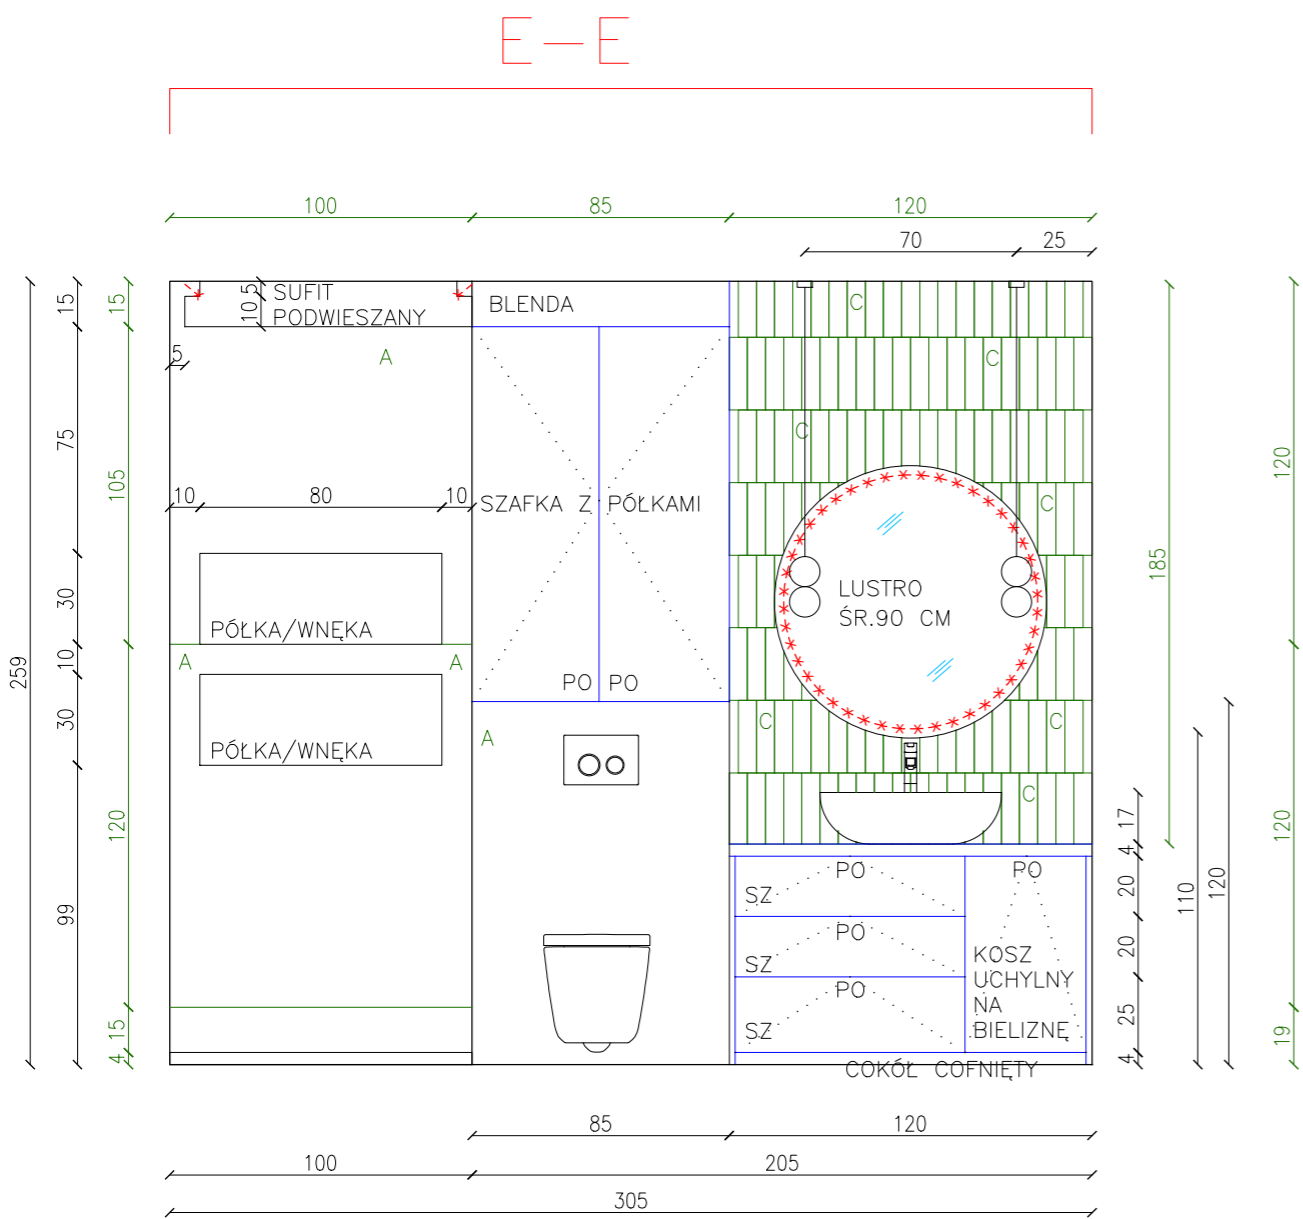 E—E
100
85
120
70
25
15
75
30
10
30
99
259
15
105
120
15
4
5
10
5
SUFIT
PODWIESZANY
BLENDA
A
10
80
10
SZAFKA Z PÓŁKAMI
PÓŁKA/WNĘKA
A
A
PÓŁKA/WNĘKA
PO
PO
A
C
C
C
C
LUSTRO
ŚR.90 CM
C
C
C
PO
SZ
PO
SZ
PO
SZ
PO
KOSZ
UCHYLNY
NA
BIELIZNĘ
COKÓŁ COFNIĘTY
185
17
4
20
20
25
4
110
120
120
120
19
85
120
100
205
305